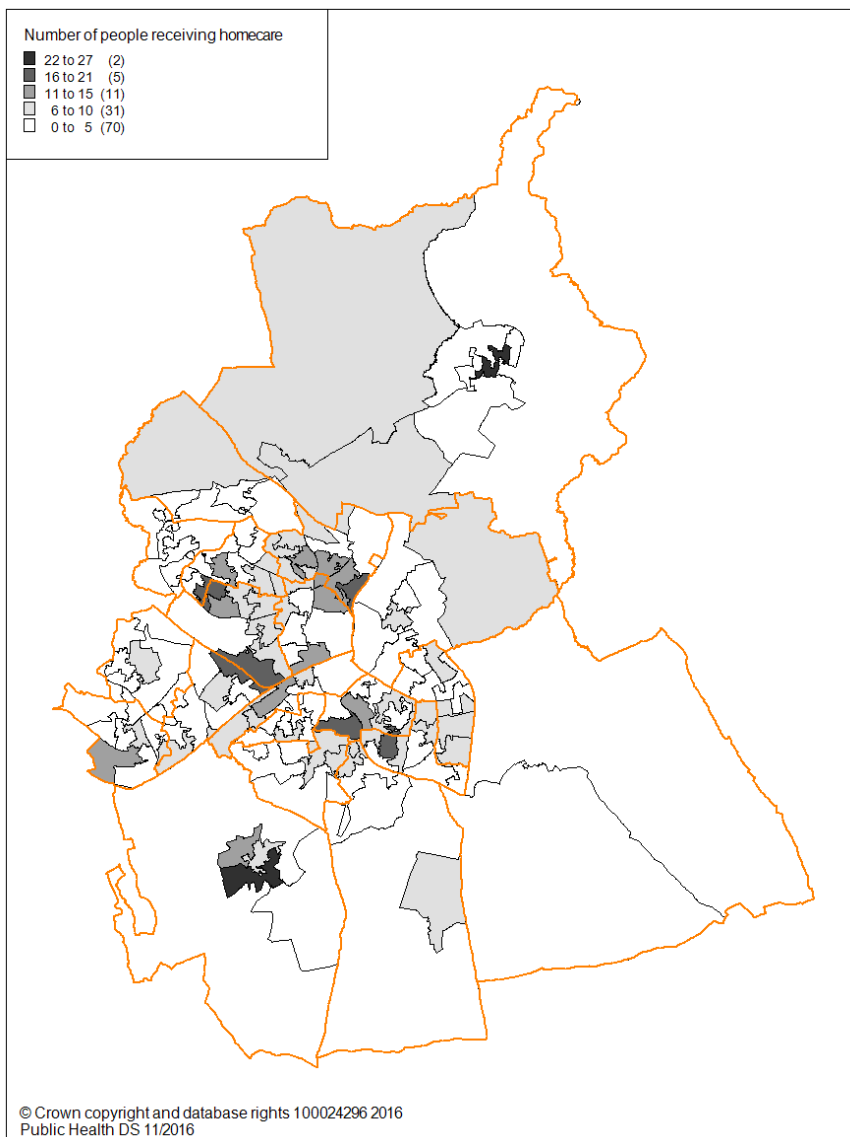 Number of people receiving homecare
22 to 27 (2)
16 to 21 (5)
11 to 15 (11)
6 to 10 (31)
0 to 5 (70)
© Crown copyright and database rights 100024296 2016
Public Health DS 11/2016